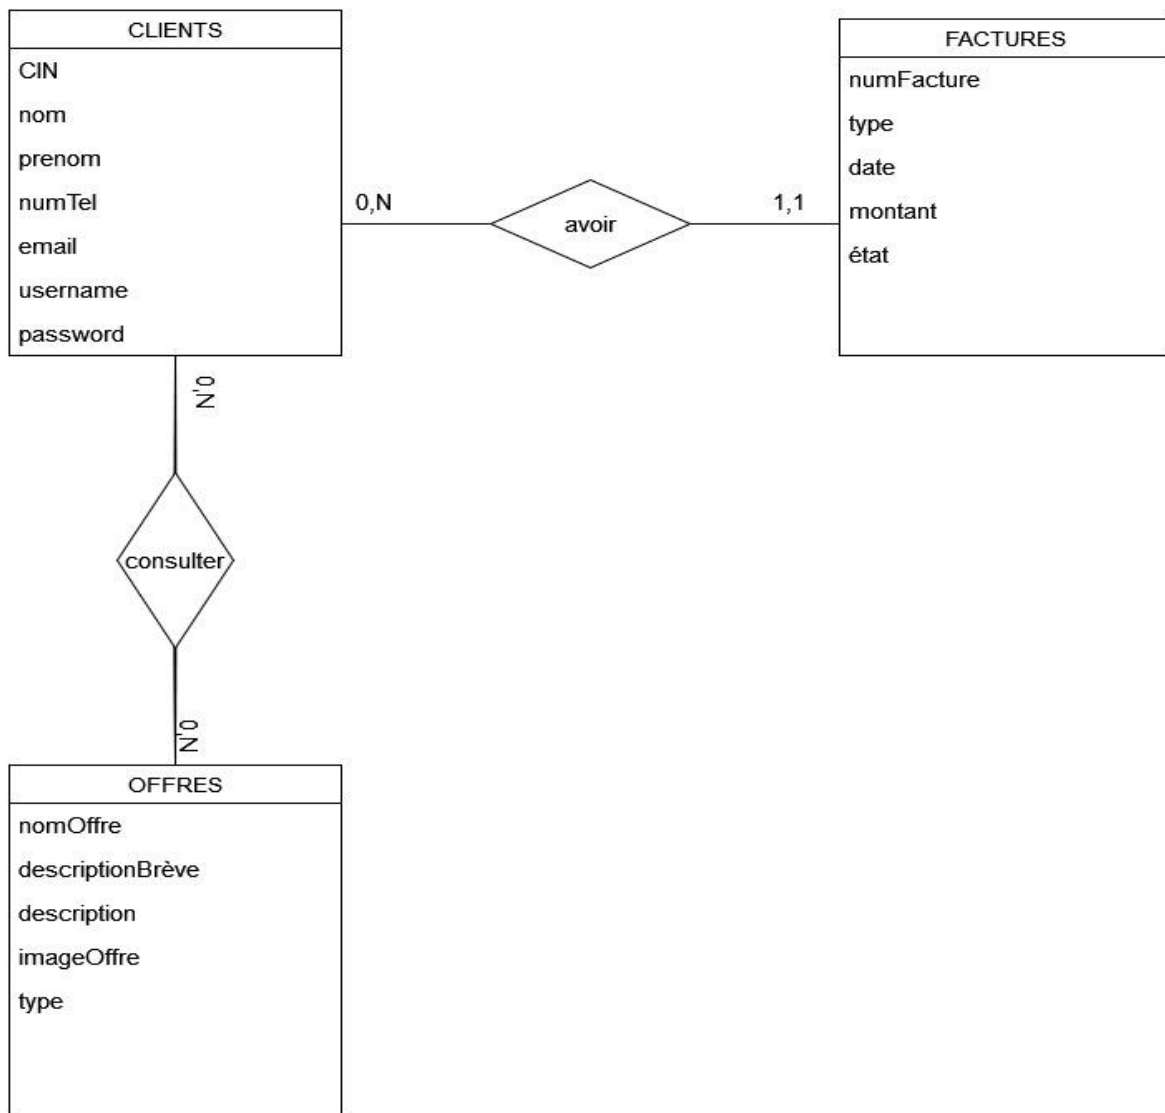 CLIENTS
CIN
nom
prenom
numTel
email
username
password
0,N
avoir
1,1
FACTURES
numFacture
type
date
montant
état
0,N
consulter
0,N
OFFRES
nomOffre
descriptionBrève
description
imageOffre
type